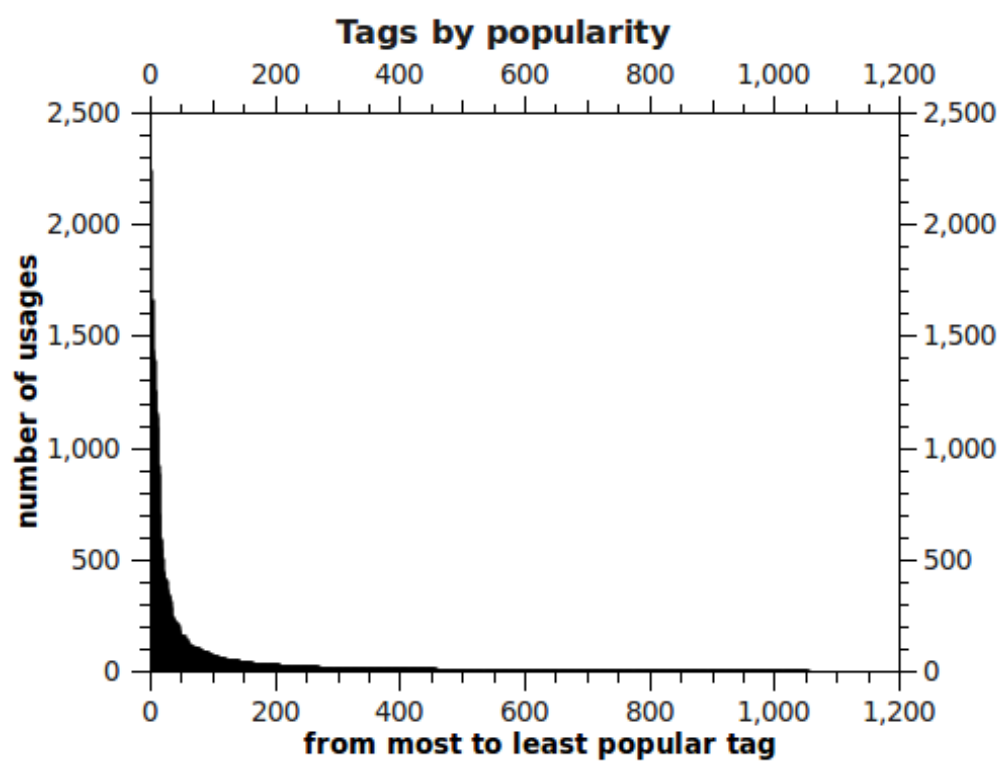 Tags by popularity
0 200 400 600 800 1,000 1,200
2,500 2,500
2,000 2,000
1,500 1,500
1,000 1,000
500 500
0 0
number of usages
0 200 400 600 800 1,000 1,200
from most to least popular tag